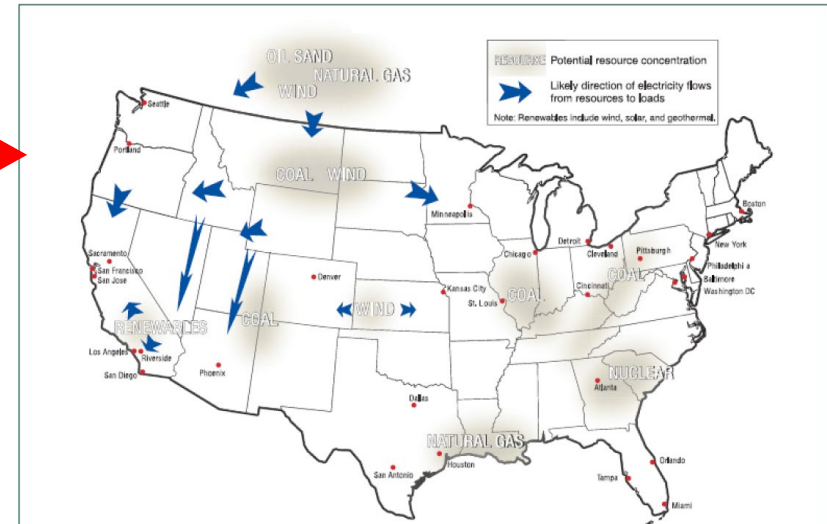 OIL SAND
NATURAL GAS
WIND
RESOURSE Potential resource concentration
Likely direction of electricity flows
from resources to loads
Note: Renewables include wind, solar, and geothermal.
Seattle
Portland
COAL WIND
Minneapolis
Boston
Detroit
New York
Sacramento
San Francisco
San Jose
Chicago
Cleveland
Pittsburgh
Philadelphi a
Baltimore
Washington DC
Denver
Kansas City
St. Louis
COAL
Cincinnati
COAL
WIND
RENEWABLES
COAL
Los Angeles
Riverside
San Diego
Phoenix
NUCLEAR
Atlanta
Dallas
NATURAL GAS
Houston
San Antonio
Orlando
Tampa
Miami